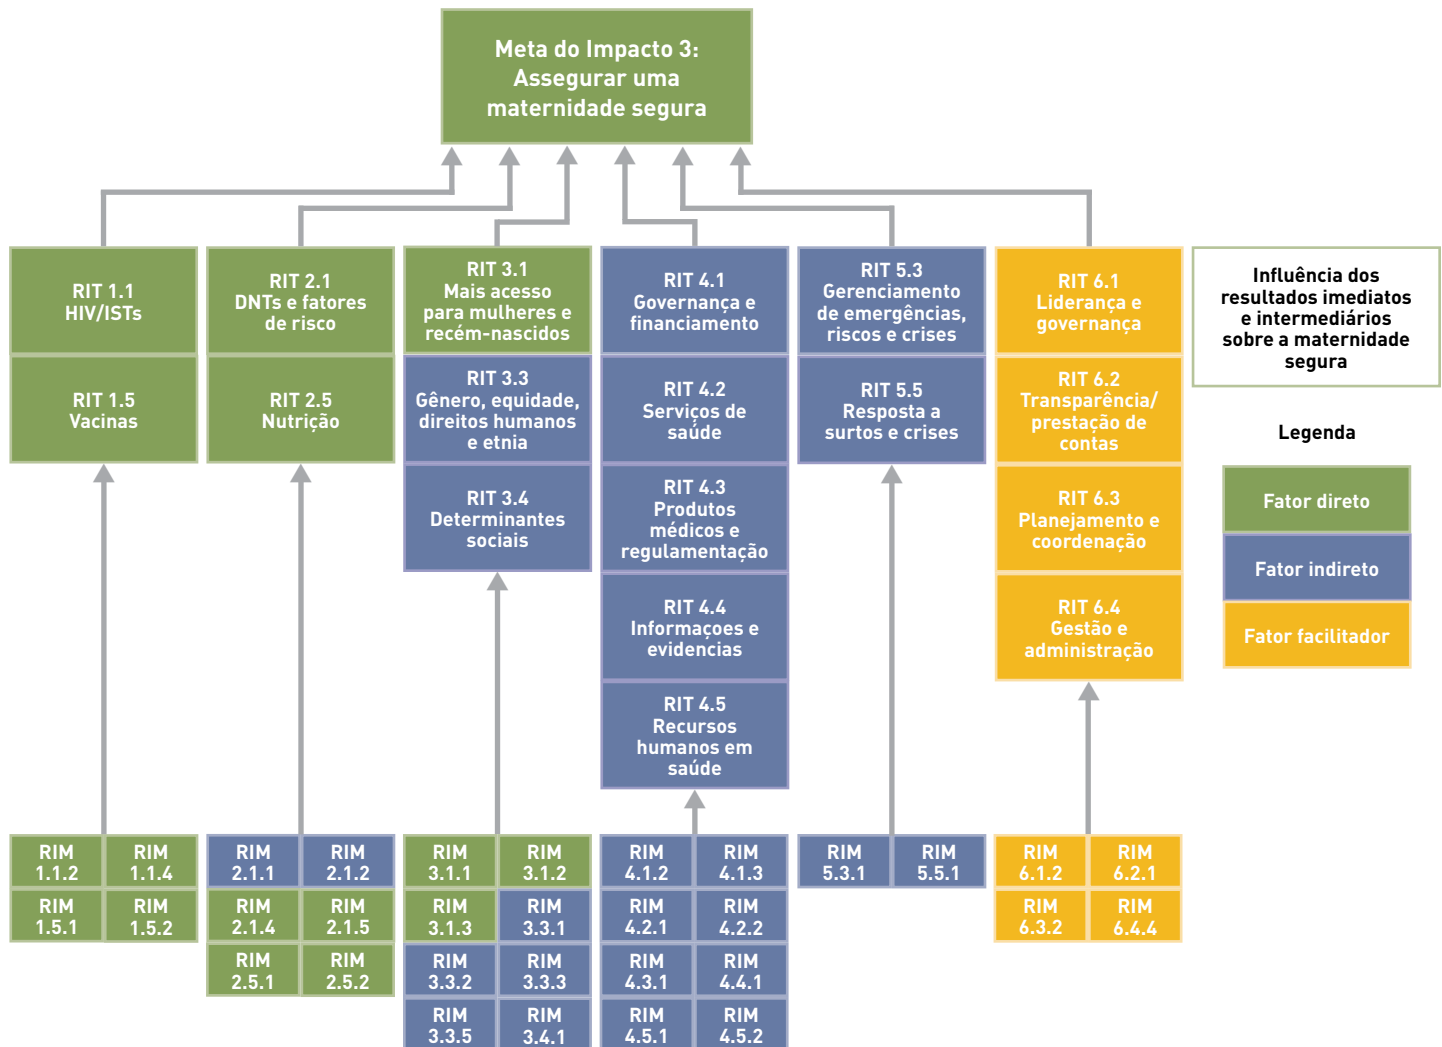 Meta do Impacto 3:
Assegurar uma
maternidade segura
RIT 1.1
HIV/ISTs
RIT 1.5
Vacinas
RIT 2.1
DNTs e fatores
de risco
RIT 2.5
Nutrição
RIT 3.1
Mais acesso
para mulheres e
recém-nascidos
RIT 3.3
Gênero, equidade,
direitos humanos
e etnia
RIT 3.4
Determinantes
sociais
RIT 4.1
Governança e
financiamento
RIT 4.2
Serviços de
saúde
RIT 4.3
Produtos
médicos e
regulamentação
RIT 4.4
Informaçoes e
evidencias
RIT 4.5
Recursos
humanos em
saúde
RIT 5.3
Gerenciamento
de emergências,
riscos e crises
RIT 5.5
Resposta a
surtos e crises
RIT 6.1
Liderança e
governança
RIT 6.2
Transparência/
prestação de
contas
RIT 6.3
Planejamento e
coordenação
RIT 6.4
Gestão e
administração
Influência dos
resultados imediatos
e intermediários
sobre a maternidade
segura
Legenda
Fator direto
Fator indireto
Fator facilitador
RIM
1.1.2
RIM
1.1.4
RIM
1.5.1
RIM
1.5.2
RIM
2.1.1
RIM
2.1.2
RIM
2.1.4
RIM
2.1.5
RIM
2.5.1
RIM
2.5.2
RIM
3.1.1
RIM
3.1.2
RIM
3.1.3
RIM
3.3.1
RIM
3.3.2
RIM
3.3.3
RIM
3.3.5
RIM
3.4.1
RIM
4.1.2
RIM
4.1.3
RIM
4.2.1
RIM
4.2.2
RIM
4.3.1
RIM
4.4.1
RIM
4.5.1
RIM
4.5.2
RIM
5.3.1
RIM
5.5.1
RIM
6.1.2
RIM
6.2.1
RIM
6.3.2
RIM
6.4.4